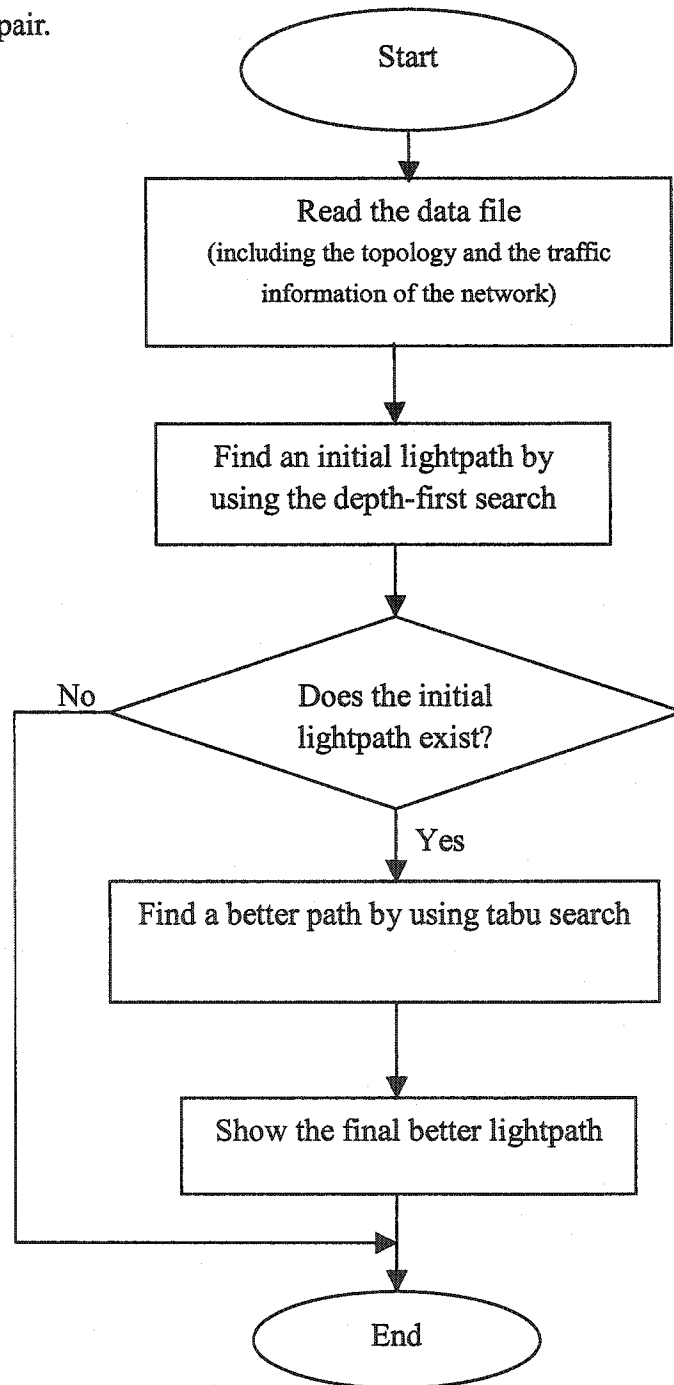 pair.
Start
Read the data file
(including the topology and the traffic
information of the network)
Find an initial lightpath by
using the depth-first search
Does the initial
lightpath exist?
No
Yes
Find a better path by using tabu search
Show the final better lightpath
End